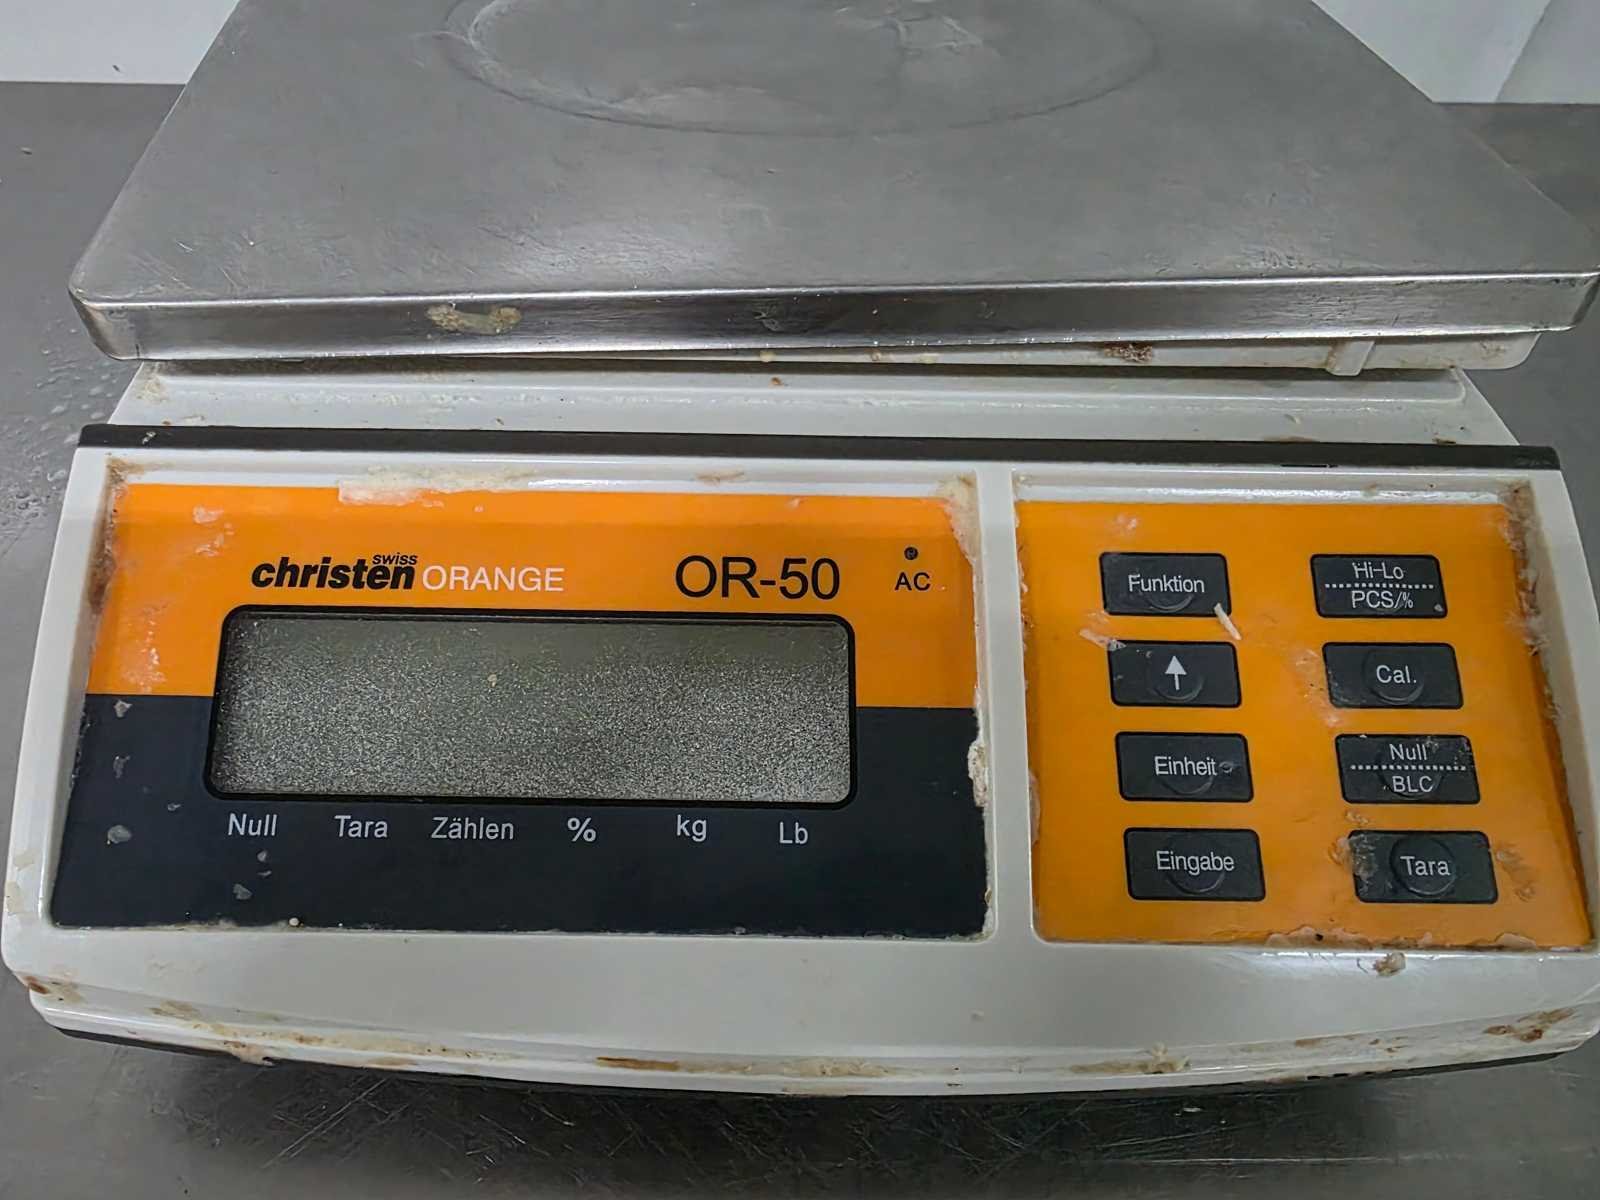 swiss
christen ORANGE
OR-50
AC
Null Tara Zählen % kg Lb
Funktion
Hi-Lo
PCS/%
↑
Cal.
Einheit
Null
BLC
Eingabe
Tara